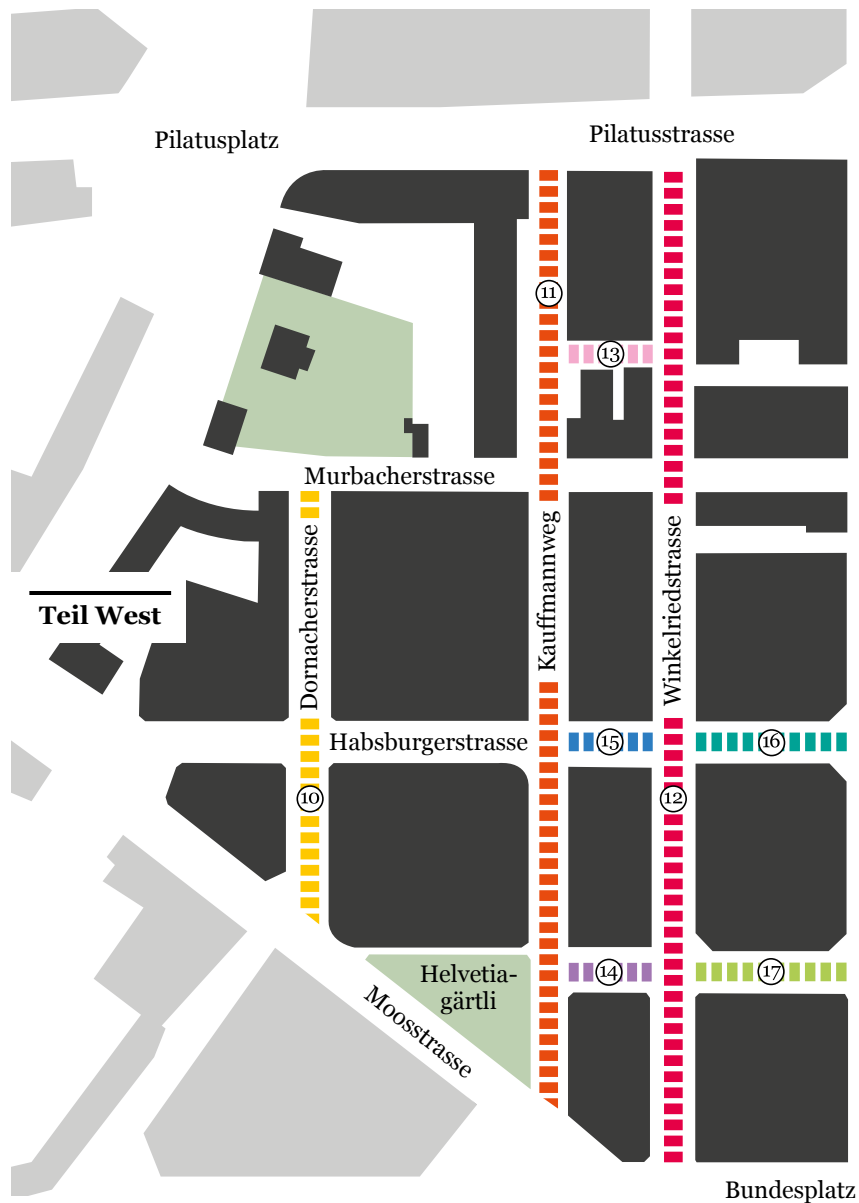 Pilatusplatz
Pilatusstrasse
11
13
Murbacherstrasse
Dornacherstrasse
Kauffmannweg
Winkelriedstrasse
Teil West
Habsburgerstrasse
15
16
10
12
Helvetia-
gärtli
14
17
Moosstrasse
Bundesplatz